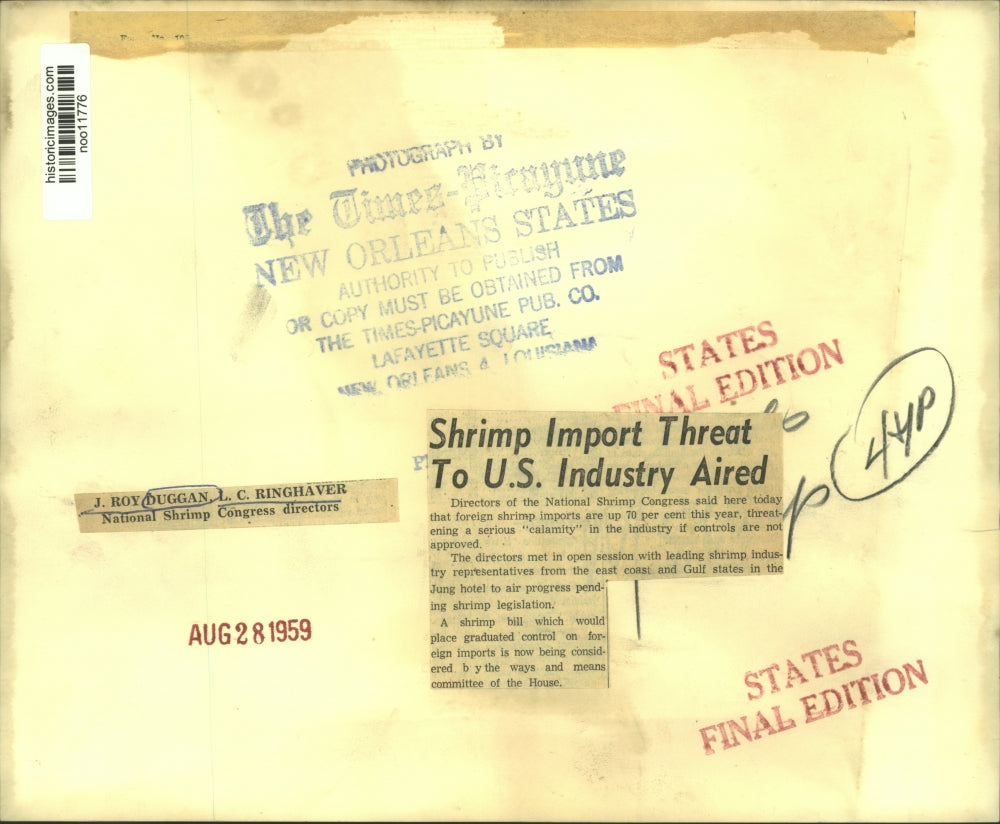 historicimages.com
noo11776
PHOTOGRAPH BY
The Times-Picayune
NEW ORLEANS STATES
AUTHORITY TO PUBLISH
OR COPY MUST BE OBTAINED FROM
THE TIMES-PICAYUNE PUB. CO.
LAFAYETTE SQUARE
NEW ORLEANS 4, LOUISIANA
STATES
FINAL EDITION
44P
Shrimp Import Threat
To U.S. Industry Aired
Directors of the National Shrimp Congress said here today
that foreign shrimp imports are up 70 per cent this year, threat-
ening a serious "calamity" in the industry if controls are not
approved.
The directors met in open session with leading shrimp indus-
try representatives from the east coast and Gulf states in the
Jung hotel to air progress pend-
ing shrimp legislation.
A shrimp bill which would
place graduated control on for-
eign imports is now being consid-
ered b y the ways and means
committee of the House.
J. ROY DUGGAN, L. C. RINGHAVER
National Shrimp Congress directors
AUG 28 1959
STATES
FINAL EDITION